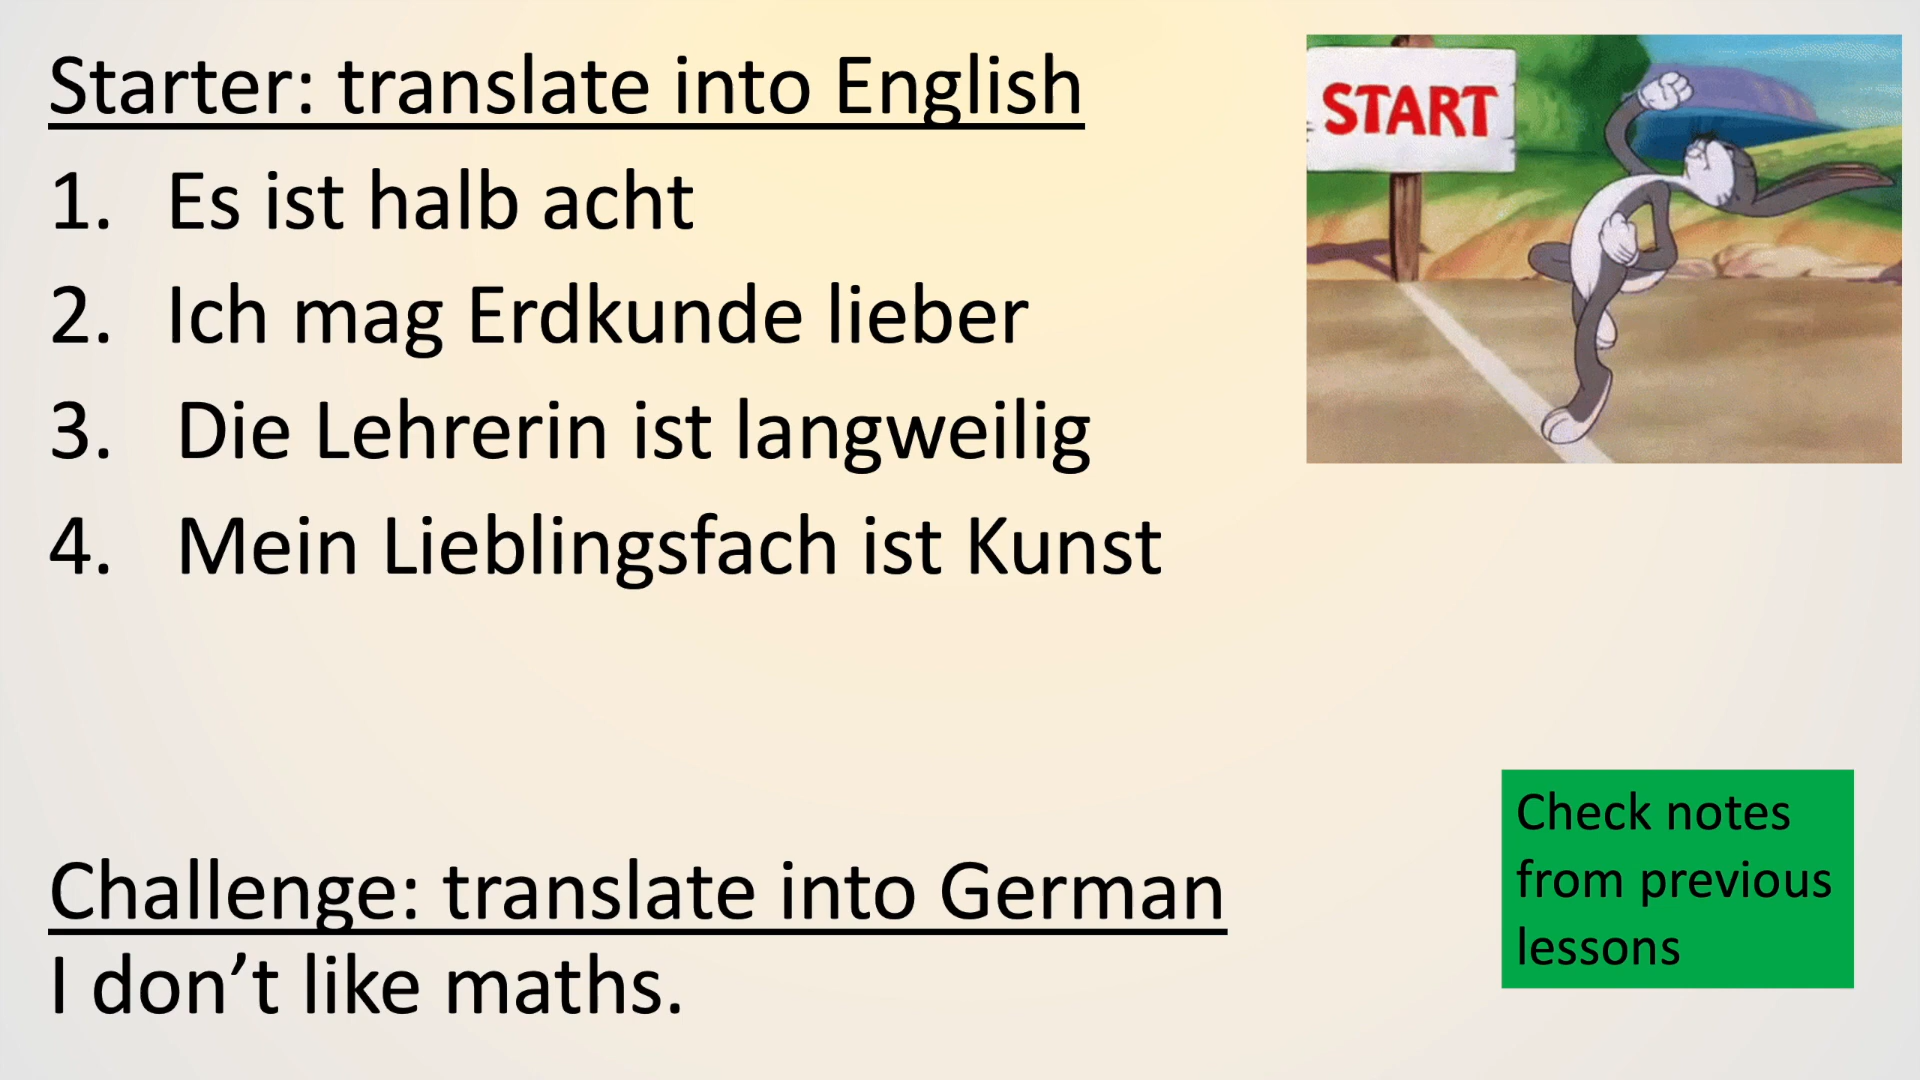 Starter: translate into English
1. Es ist halb acht
2. Ich mag Erdkunde lieber
3. Die Lehrerin ist langweilig
4. Mein Lieblingsfach ist Kunst
START
Check notes
from previous
lessons
Challenge: translate into German
I don’t like maths.